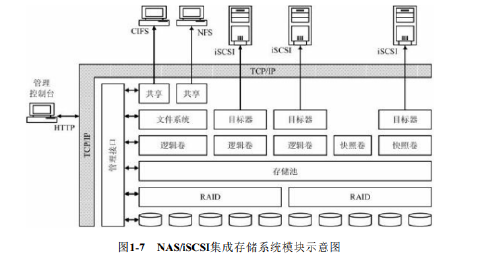 CIFS
NFS
iSCSI
iSCSI
iSCSI
TCP/IP
管理
控制台
HTTP
TCP/IP
管理接口
共享
共享
文件系统
目标器
目标器
目标器
逻辑卷
逻辑卷
逻辑卷
快照卷
快照卷
存储池
RAID
RAID
图1-7 NAS/iSCSI集成存储系统模块示意图